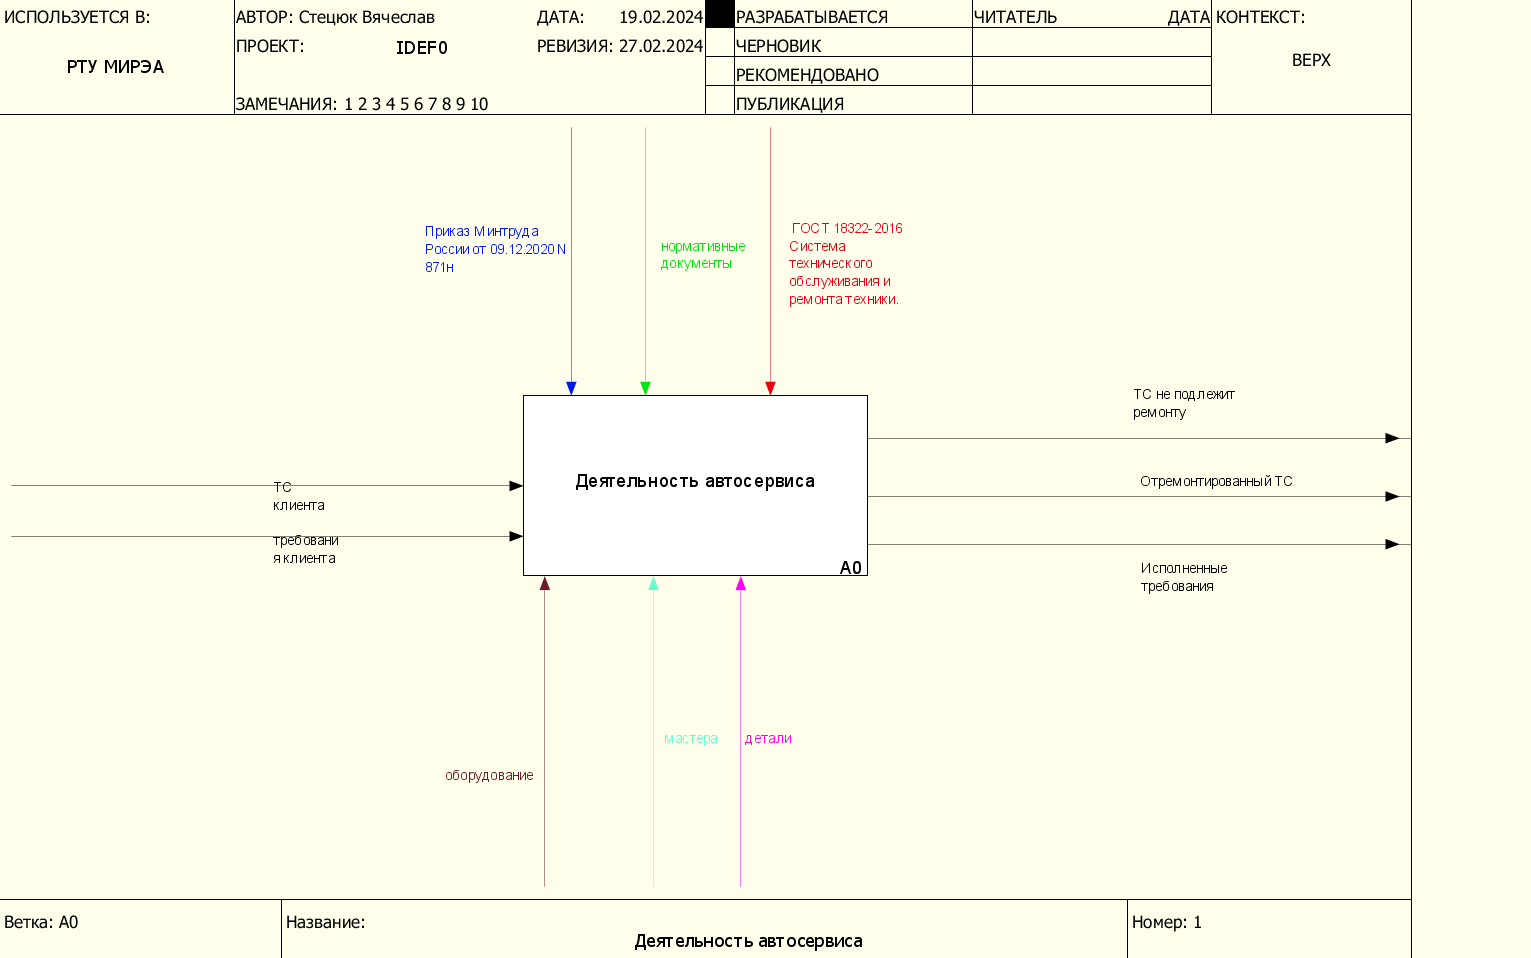 ИСПОЛЬЗУЕТСЯ В:
РТУ МИРЭА
АВТОР: Стецюк Вячеслав
ДАТА: 19.02.2024
ПРОЕКТ: IDEF0
РЕВИЗИЯ: 27.02.2024
ЗАМЕЧАНИЯ: 1 2 3 4 5 6 7 8 9 10
РАЗРАБАТЫВАЕТСЯ
ЧЕРНОВИК
РЕКОМЕНДОВАНО
ПУБЛИКАЦИЯ
ЧИТАТЕЛЬ
ДАТА
КОНТЕКСТ:
ВЕРХ
Приказ Минтруда
России от 09.12.2020 N
871н
нормативные
документы
ГОСТ 18322-2016
Система
технического
обслуживания и
ремонта техники.
ТС
клиента
требовани
я клиента
Деятельность автосервиса
A0
ТС не подлежит
ремонту
Отремонтированный ТС
Исполненные
требования
оборудование
мастера
детали
Ветка: A0
Название:
Деятельность автосервиса
Номер: 1